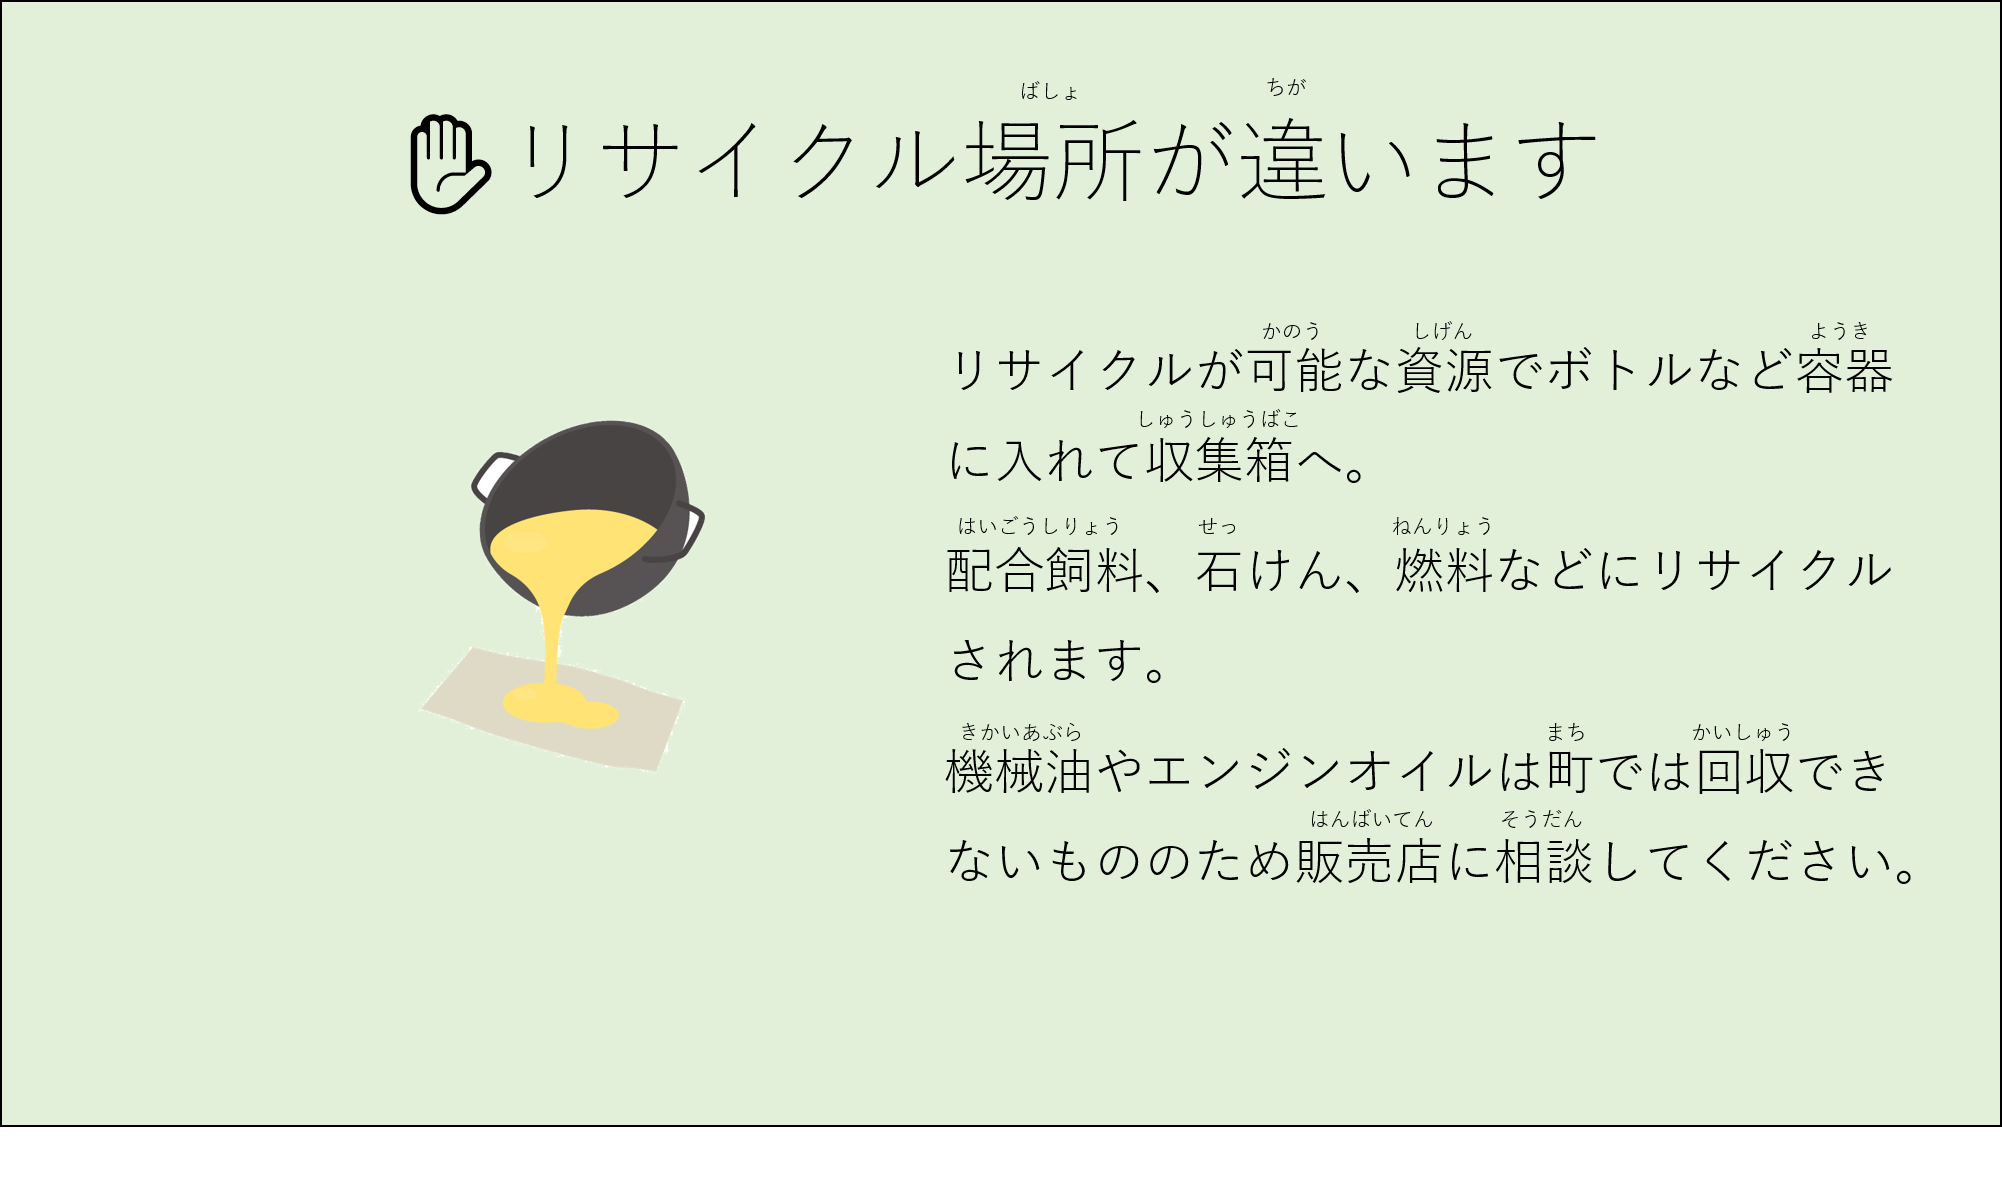 ばしょ ちが
リサイクル場所が違います
かのう しげん ようき
リサイクルが可能な資源でボトルなど容器
しゅうしゅうばこ
に入れて収集箱へ。
はいごうしりょう せっ ねんりょう
配合飼料、石けん、燃料などにリサイクル
されます。
きかいあぶら まち かいしゅう
機械油やエンジンオイルは町では回収でき
はんばいてん そうだん
ないもののため販売店に相談してください。